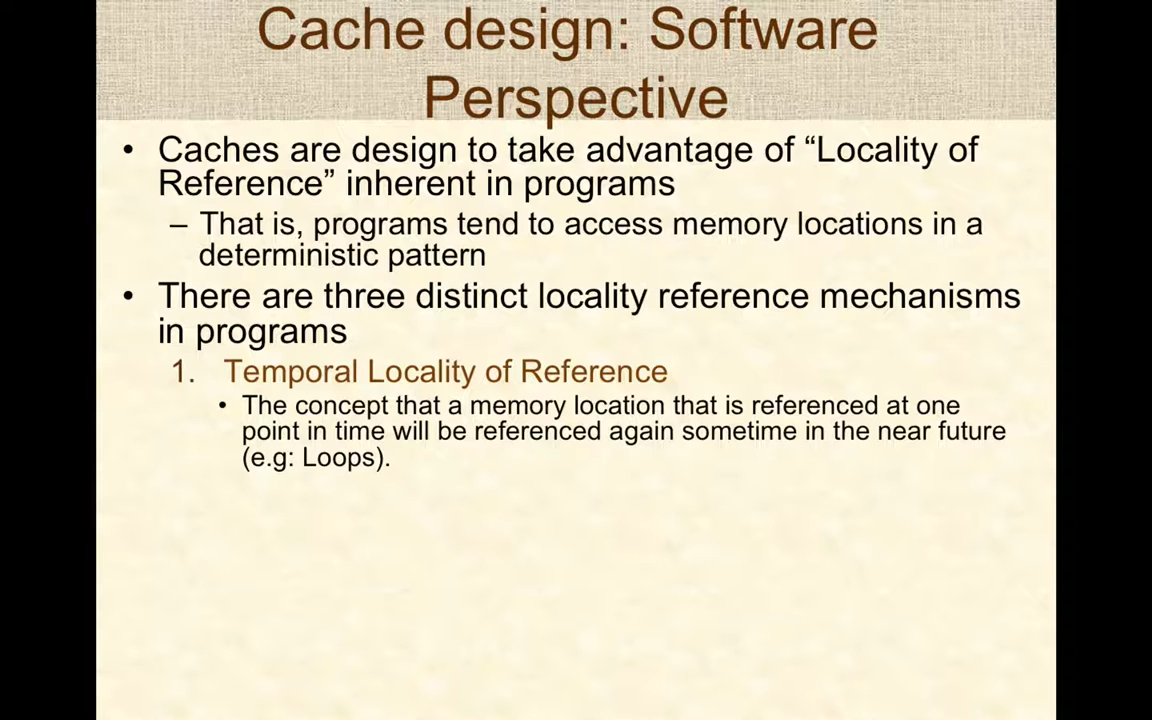 Cache design: Software
Perspective
• Caches are design to take advantage of “Locality of
Reference” inherent in programs
– That is, programs tend to access memory locations in a
deterministic pattern
• There are three distinct locality reference mechanisms
in programs
1. Temporal Locality of Reference
• The concept that a memory location that is referenced at one
point in time will be referenced again sometime in the near future
(e.g: Loops).